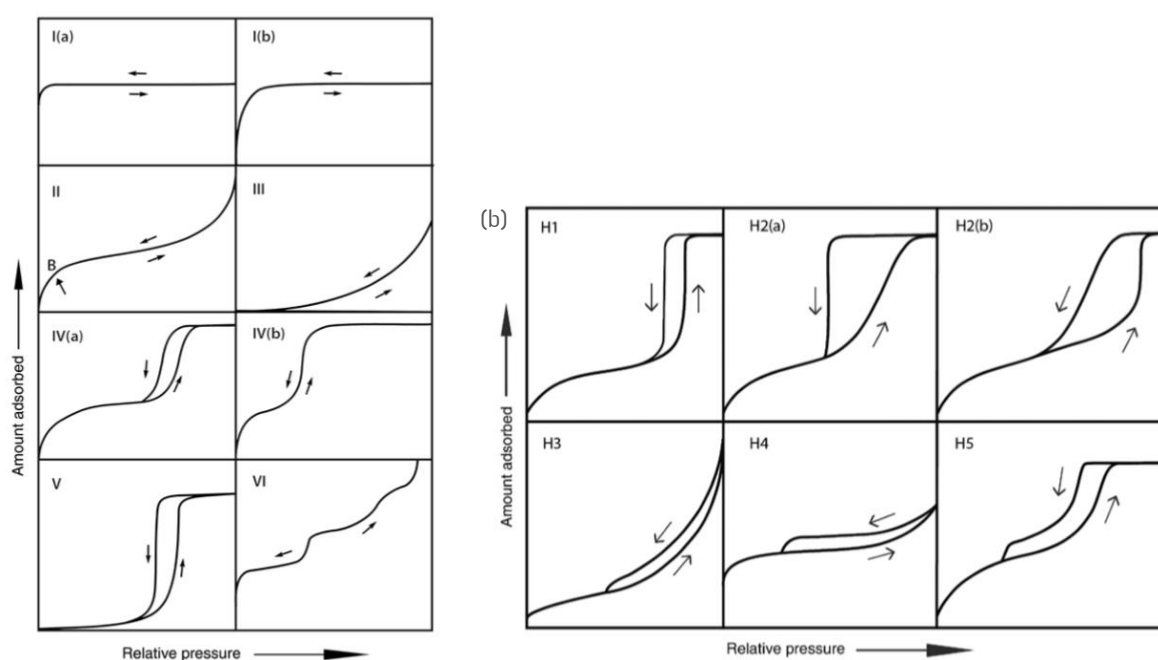 I(a)
I(b)
II
III
B
IV(a)
IV(b)
V
VI
Amount adsorbed
Relative pressure
(b)
H1
H2(a)
H2(b)
H3
H4
H5
Amount adsorbed
Relative pressure